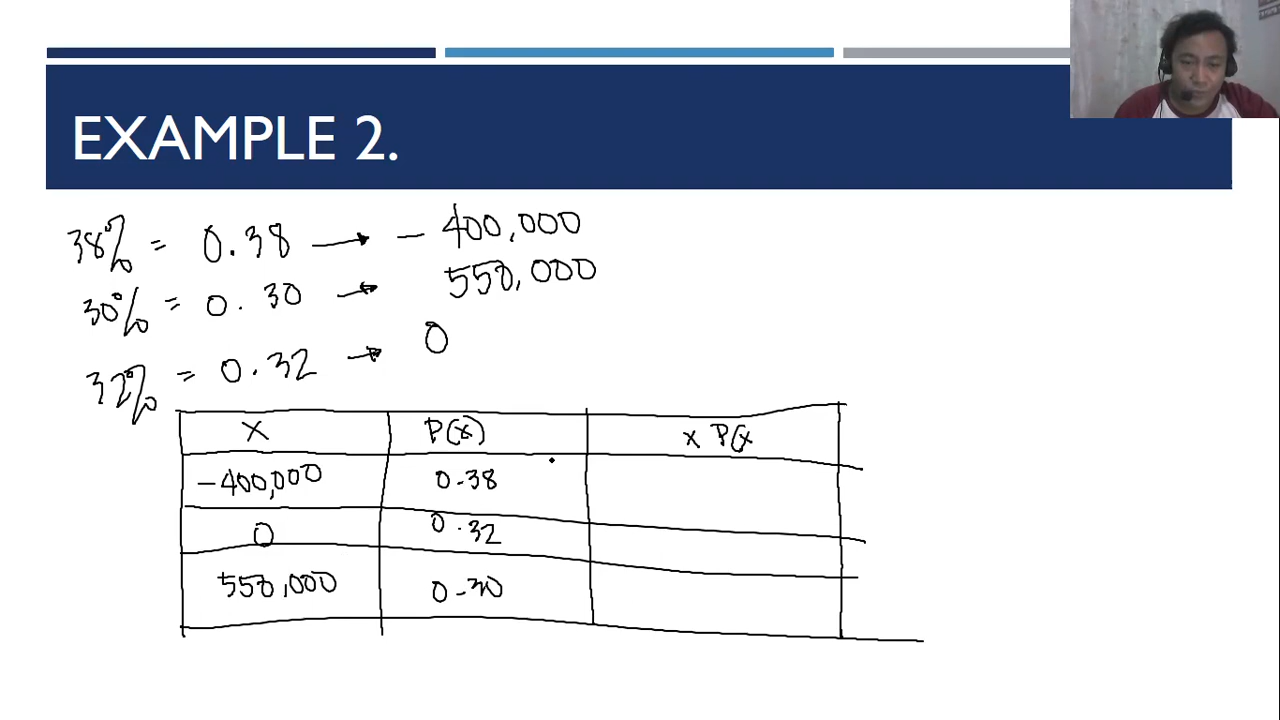 EXAMPLE 2.
38% = 0.38 → - 400,000
30% = 0.30 → 550,000
32% = 0.32 → 0
X P(x) x P(x
-400,000 0.38
0 0.32
550,000 0.30